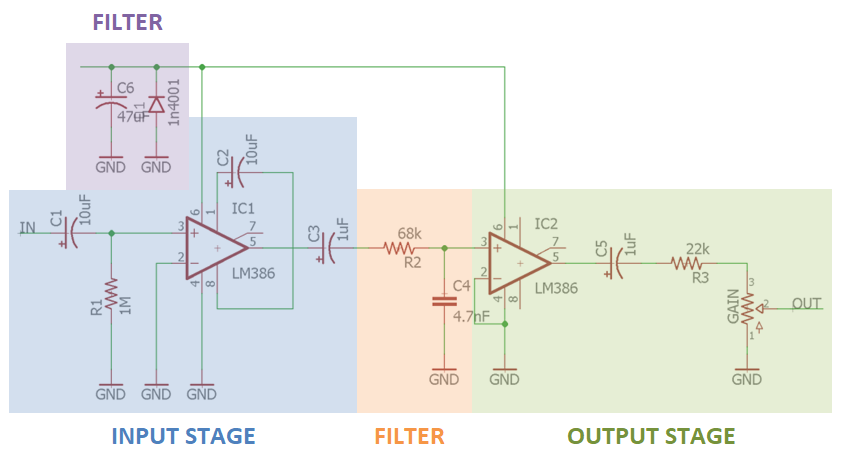 FILTER
C6
47uF
D1
1n4001
GND
GND
IN
C1
10uF
R1
1M
GND
GND
GND
C2
10uF
IC1
LM386
6
1
3
2
7
5
4
8
+
C3
1uF
68k
R2
C4
4.7nF
GND
IC2
LM386
6
1
3
2
7
5
4
8
+
GND
C5
1uF
22k
R3
GAIN
3
2
1
OUT
GND
INPUT STAGE
FILTER
OUTPUT STAGE